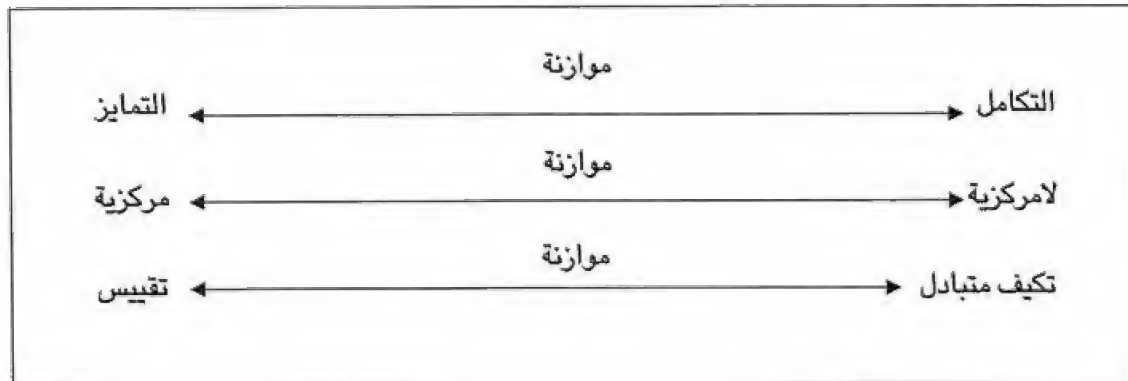 موازنة
التكامل التمايز
موازنة
لامركزية مركزية
موازنة
تكيف متبادل تقييس